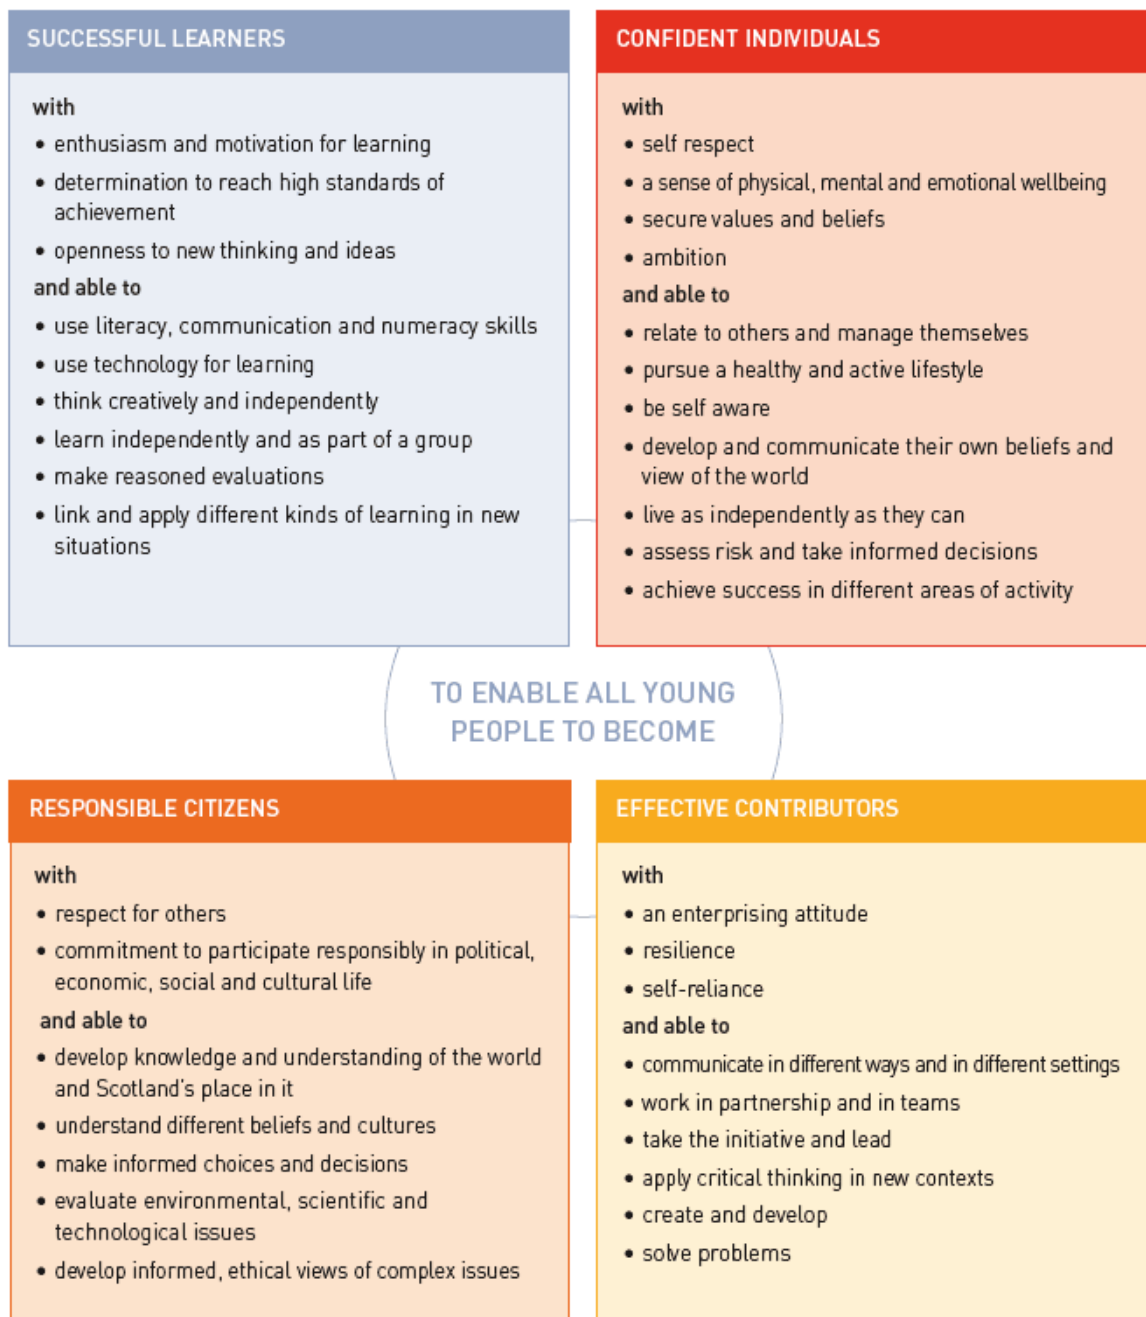 SUCCESSFUL LEARNERS
with
• enthusiasm and motivation for learning
• determination to reach high standards of
achievement
• openness to new thinking and ideas
and able to
• use literacy, communication and numeracy skills
• use technology for learning
• think creatively and independently
• learn independently and as part of a group
• make reasoned evaluations
• link and apply different kinds of learning in new
situations
CONFIDENT INDIVIDUALS
with
• self respect
• a sense of physical, mental and emotional wellbeing
• secure values and beliefs
• ambition
and able to
• relate to others and manage themselves
• pursue a healthy and active lifestyle
• be self aware
• develop and communicate their own beliefs and
view of the world
• live as independently as they can
• assess risk and take informed decisions
• achieve success in different areas of activity
TO ENABLE ALL YOUNG
PEOPLE TO BECOME
RESPONSIBLE CITIZENS
with
• respect for others
• commitment to participate responsibly in political,
economic, social and cultural life
and able to
• develop knowledge and understanding of the world
and Scotland's place in it
• understand different beliefs and cultures
• make informed choices and decisions
• evaluate environmental, scientific and
technological issues
• develop informed, ethical views of complex issues
EFFECTIVE CONTRIBUTORS
with
• an enterprising attitude
• resilience
• self-reliance
and able to
• communicate in different ways and in different settings
• work in partnership and in teams
• take the initiative and lead
• apply critical thinking in new contexts
• create and develop
• solve problems